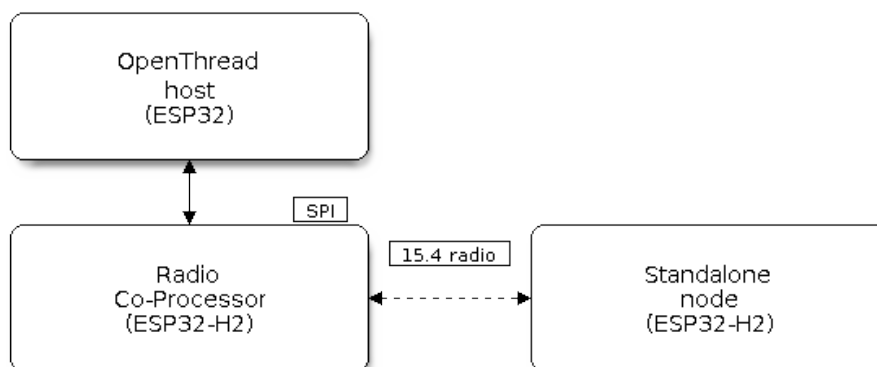 OpenThread
host
(ESP32)
SPI
Radio
Co-Processor
(ESP32-H2)
15.4 radio
Standalone
node
(ESP32-H2)